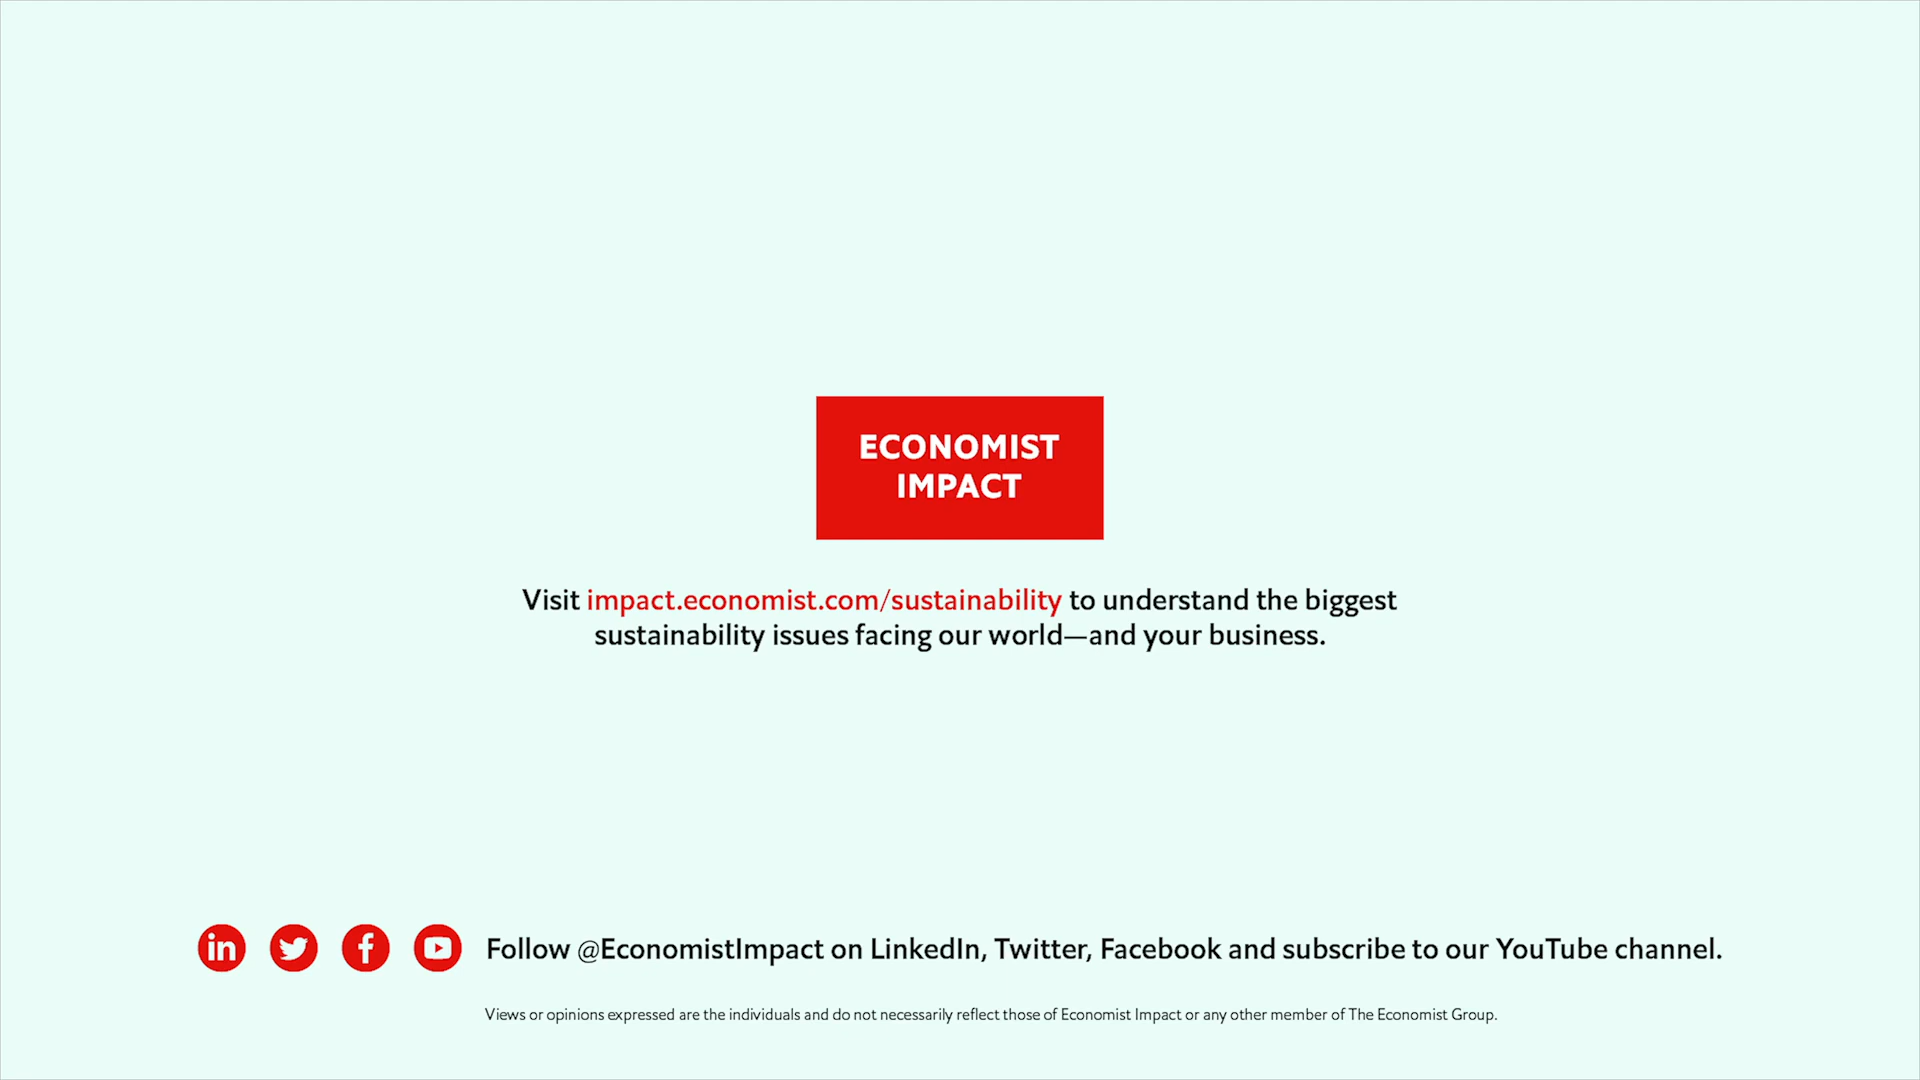 ECONOMIST
IMPACT
Visit impact.economist.com/sustainability to understand the biggest
sustainability issues facing our world—and your business.
Follow @EconomistImpact on LinkedIn, Twitter, Facebook and subscribe to our YouTube channel.
Views or opinions expressed are the individuals and do not necessarily reflect those of Economist Impact or any other member of The Economist Group.